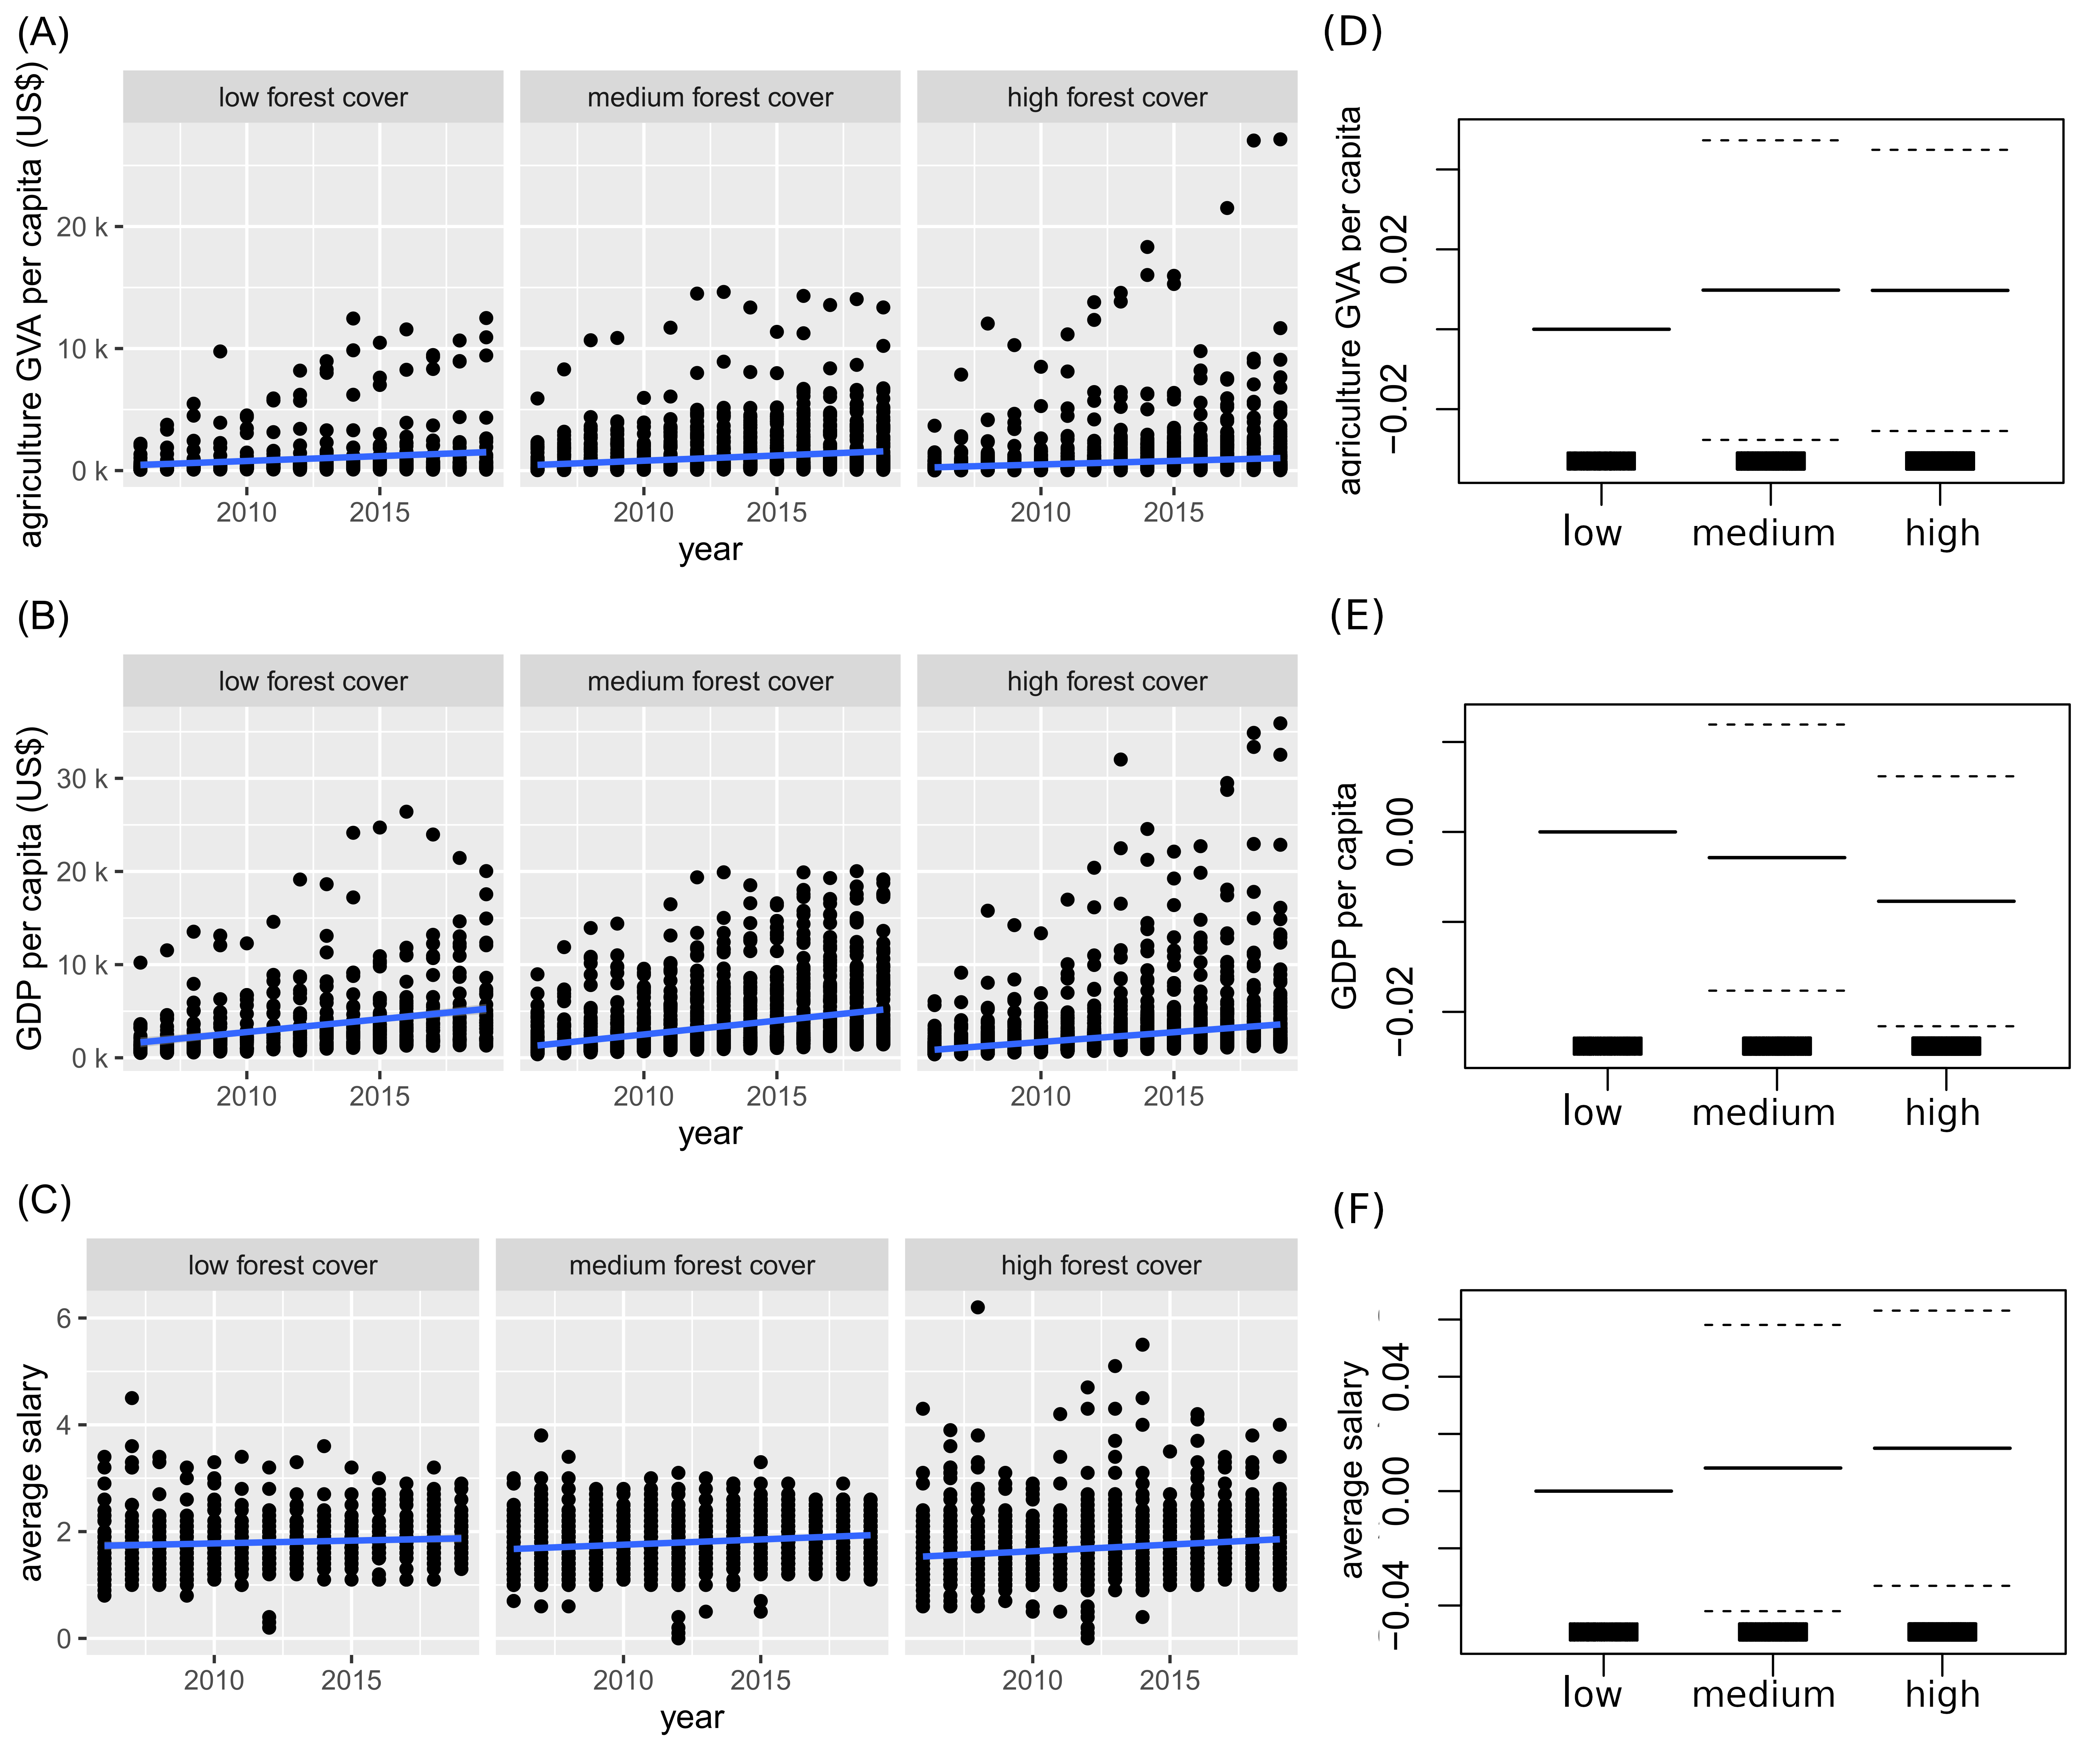 (A)
agriculture GVA per capita (US$)
low forest cover
medium forest cover
high forest cover
20 k
10 k
0 k
2010 2015
2010 2015
2010 2015
year
(D)
agriculture GVA per capita
0.02
−0.02
low medium high
(B)
GDP per capita (US$)
low forest cover
medium forest cover
high forest cover
30 k
20 k
10 k
0 k
2010 2015
2010 2015
2010 2015
year
(E)
GDP per capita
0.00
−0.02
low medium high
(C)
average salary
low forest cover
medium forest cover
high forest cover
6
4
2
0
2010 2015
2010 2015
2010 2015
year
(F)
average salary
0.04
0.00
−0.04
low medium high